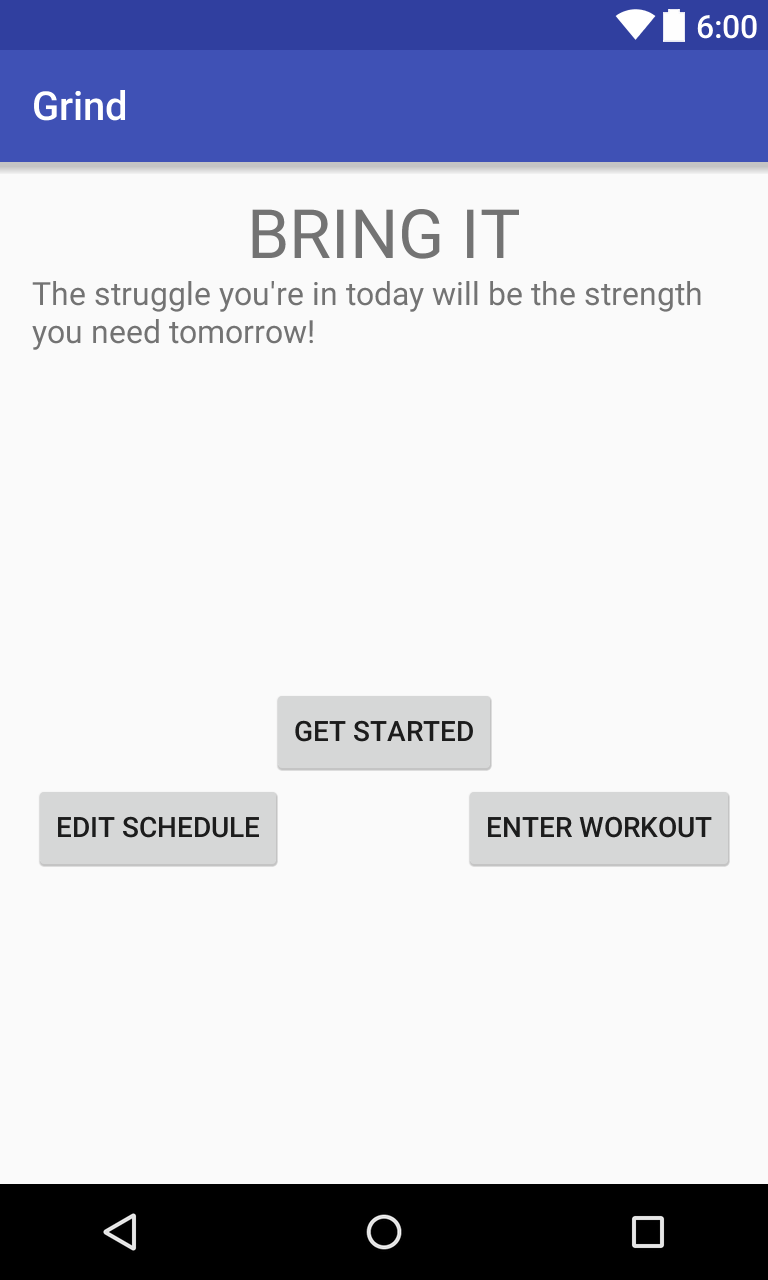 6:00
Grind
BRING IT
The struggle you're in today will be the strength
you need tomorrow!
GET STARTED
EDIT SCHEDULE
ENTER WORKOUT